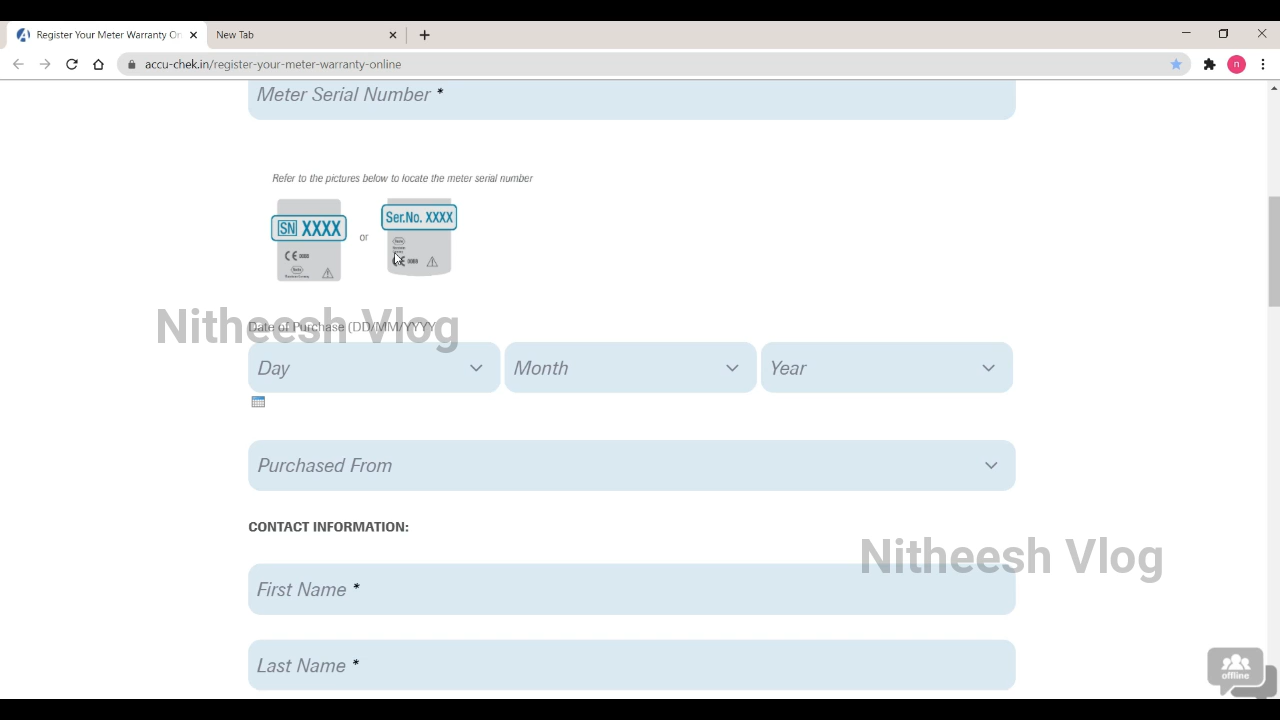 Register Your Meter Warranty On
New Tab
accu-chek.in/register-your-meter-warranty-online
n
Meter Serial Number *
Refer to the pictures below to locate the meter serial number
SN XXXX
or
Ser.No. XXXX
CE 0088
Roche
Nitheesh Vlog
Date of Purchase (DD/MM/YYYY)
Day
Month
Year
Purchased From
CONTACT INFORMATION:
Nitheesh Vlog
First Name *
Last Name *
offline